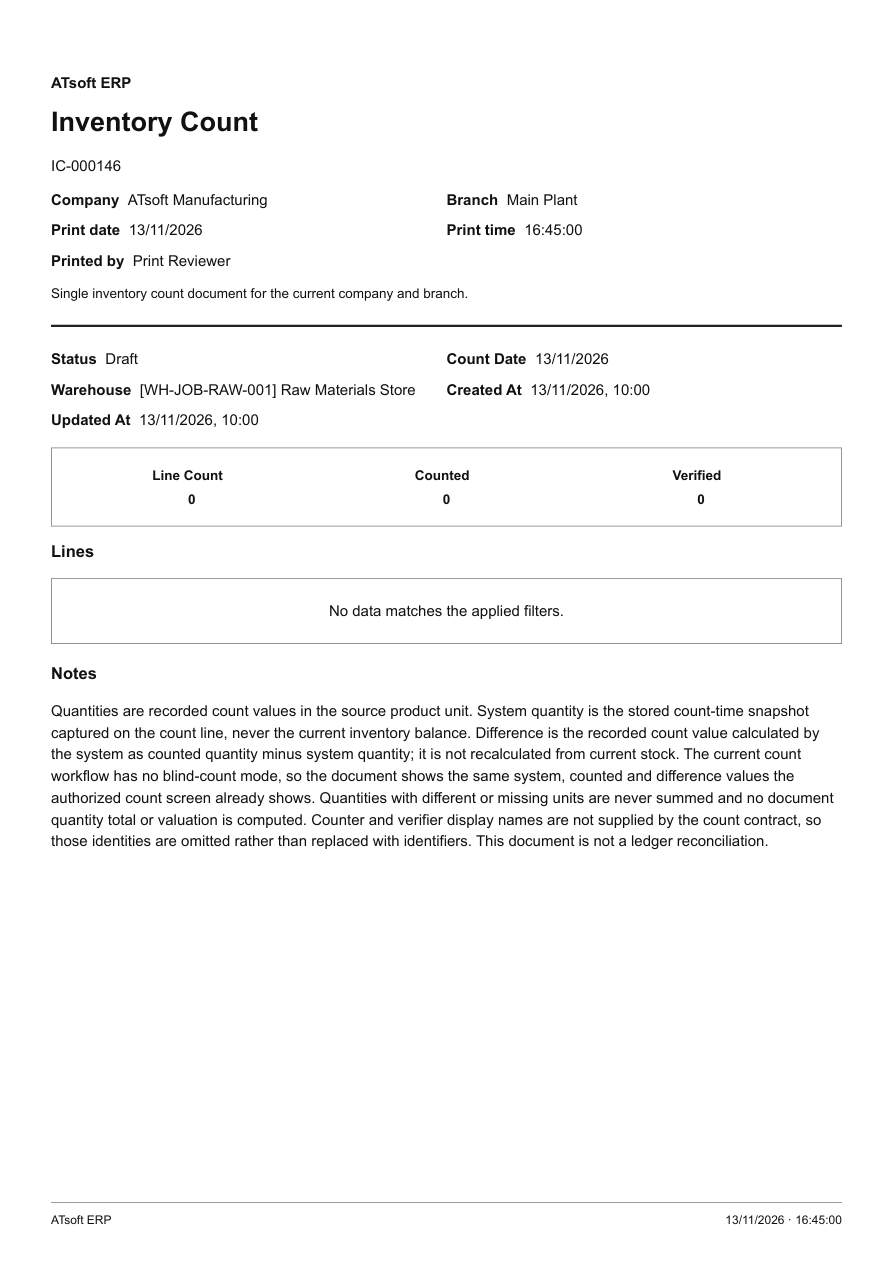 ATsoft ERP
Inventory Count
IC-000146
Company ATsoft Manufacturing
Branch Main Plant
Print date 13/11/2026
Print time 16:45:00
Printed by Print Reviewer
Single inventory count document for the current company and branch.
Status Draft
Count Date 13/11/2026
Warehouse [WH-JOB-RAW-001] Raw Materials Store
Created At 13/11/2026, 10:00
Updated At 13/11/2026, 10:00
Line Count Counted Verified
0 0 0
Lines
No data matches the applied filters.
Notes
Quantities are recorded count values in the source product unit. System quantity is the stored count-time snapshot
captured on the count line, never the current inventory balance. Difference is the recorded count value calculated by
the system as counted quantity minus system quantity; it is not recalculated from current stock. The current count
workflow has no blind-count mode, so the document shows the same system, counted and difference values the
authorized count screen already shows. Quantities with different or missing units are never summed and no document
quantity total or valuation is computed. Counter and verifier display names are not supplied by the count contract, so
those identities are omitted rather than replaced with identifiers. This document is not a ledger reconciliation.
ATsoft ERP
13/11/2026 · 16:45:00